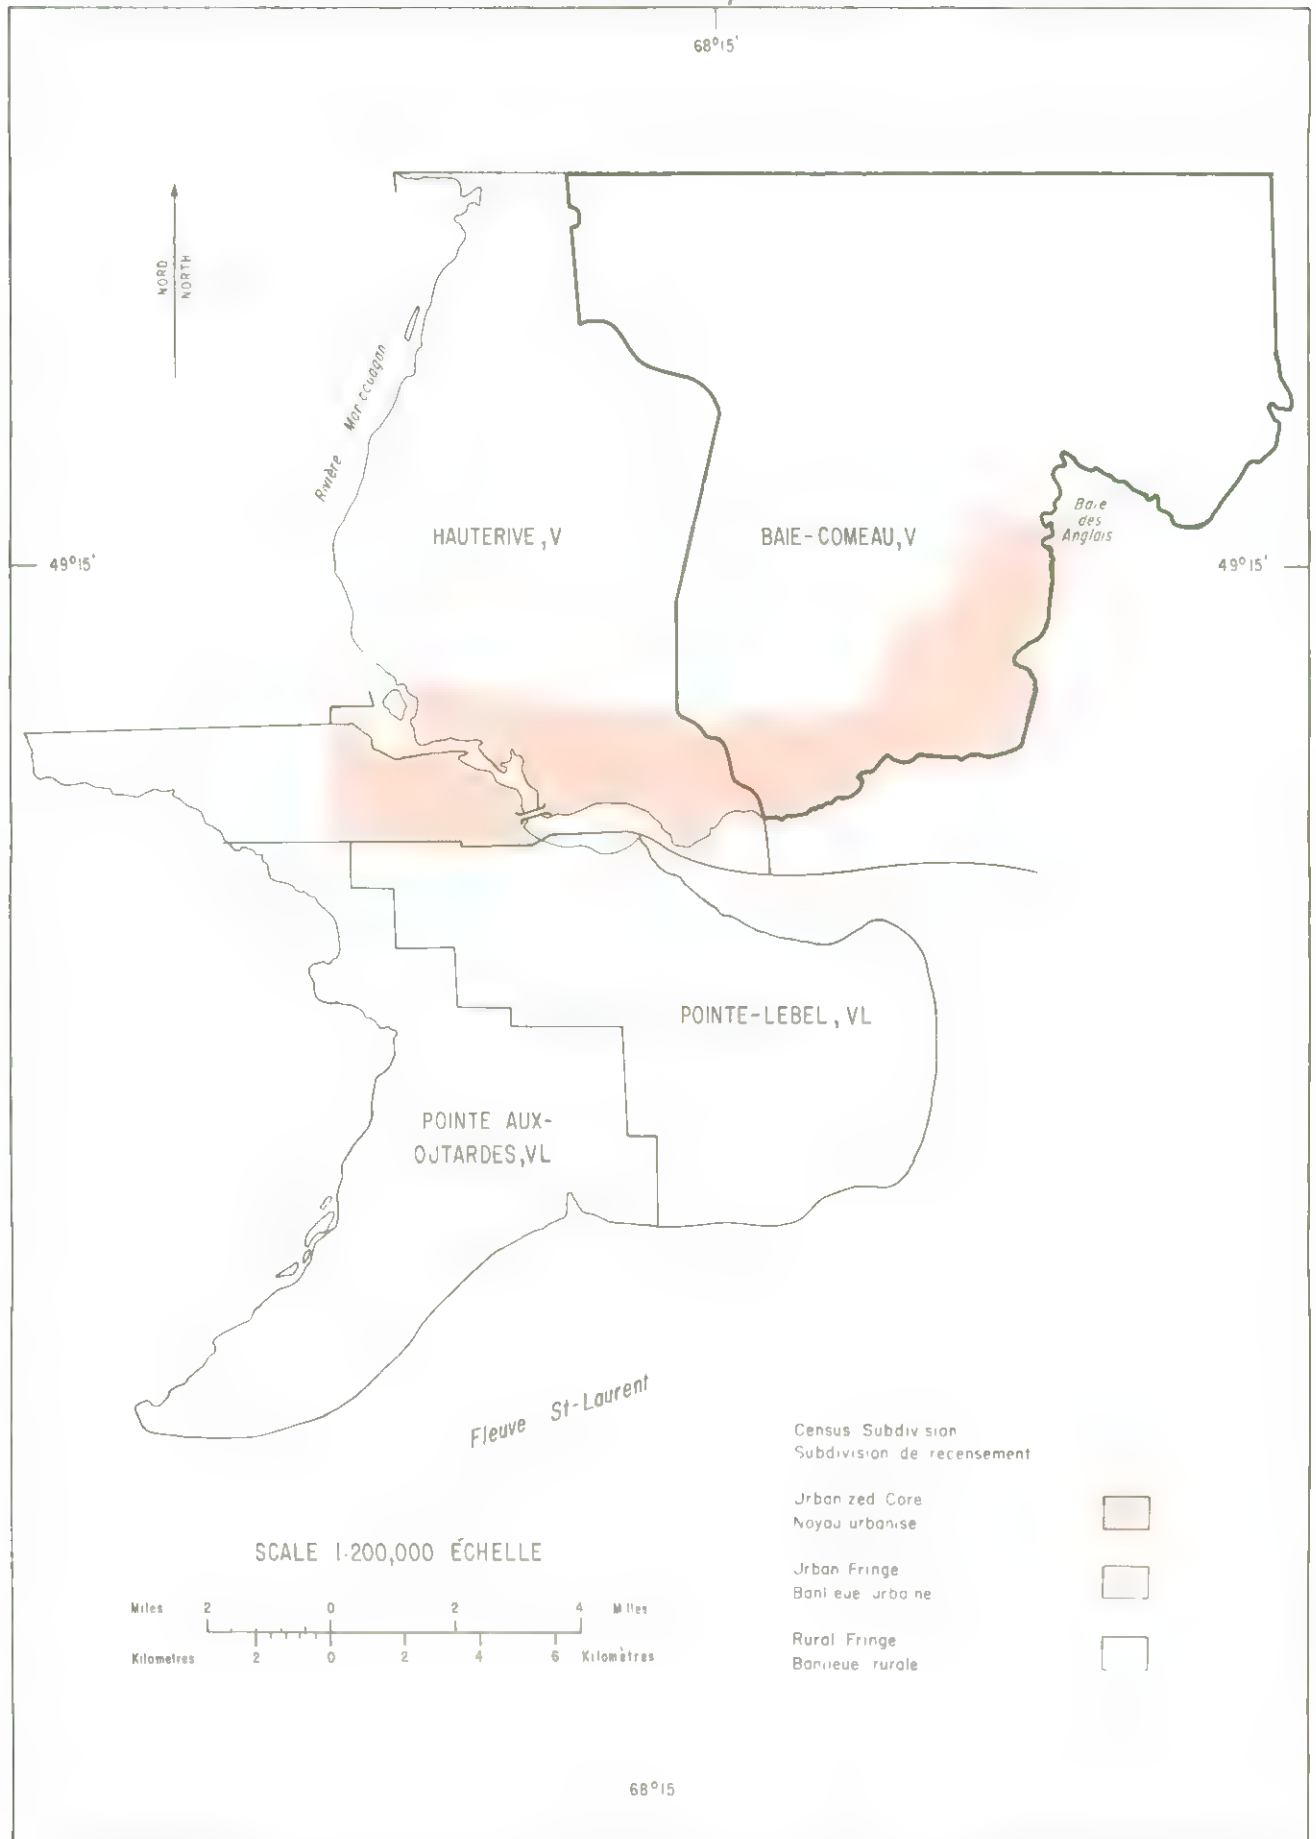 68°15'
NORD
NORTH
Rivière
HAUTERIVE, V
BAIE-COMEAU, V
Baie
des
Anglais
49°15'
49°15'
POINTE-LEBEL, VL
POINTE AUX-
OUTARDES, VL
Fleuve St-Laurent
Census Subdivision
Subdivision de recensement
Urbanized Core
Noyau urbanisé
Urban Fringe
Banlieue urbaine
Rural Fringe
Banlieue rurale
SCALE 1:200,000 ÉCHELLE
Miles 2 0 2 4 Milles
Kilometres 2 0 2 4 6 Kilomètres
68°15